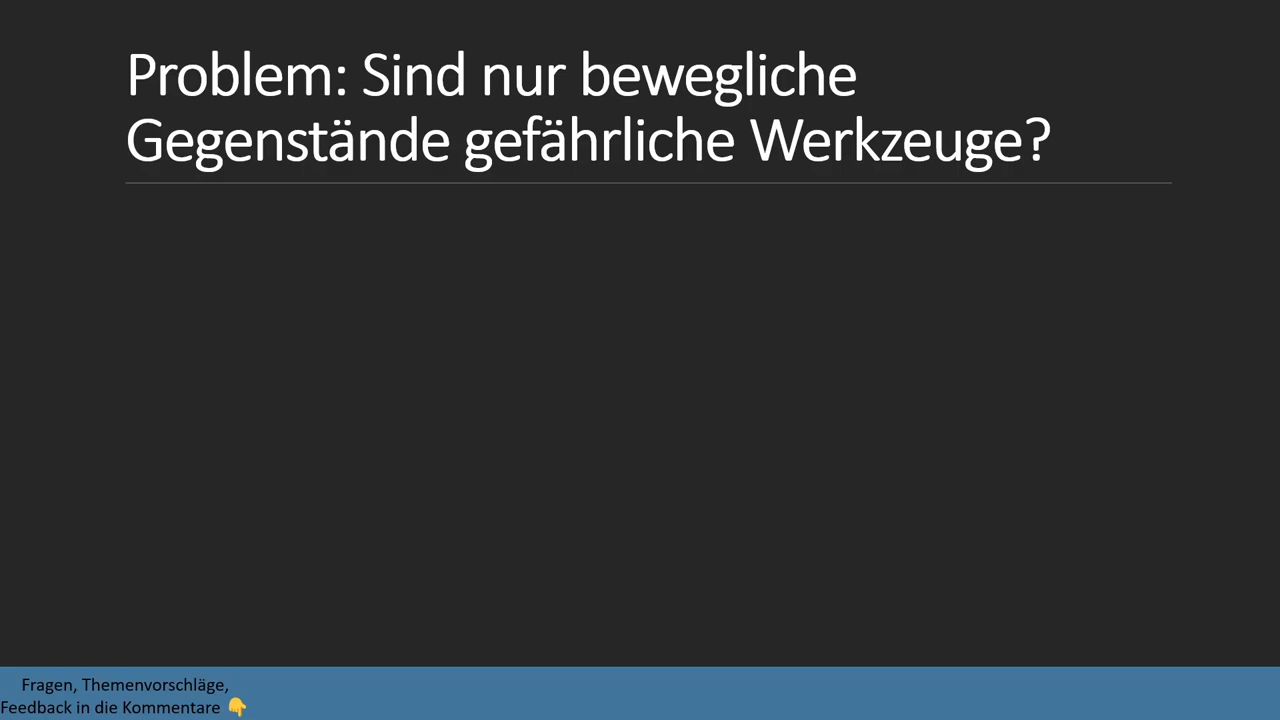 Problem: Sind nur bewegliche
Gegenstände gefährliche Werkzeuge?
Fragen, Themenvorschläge,
Feedback in die Kommentare 👇